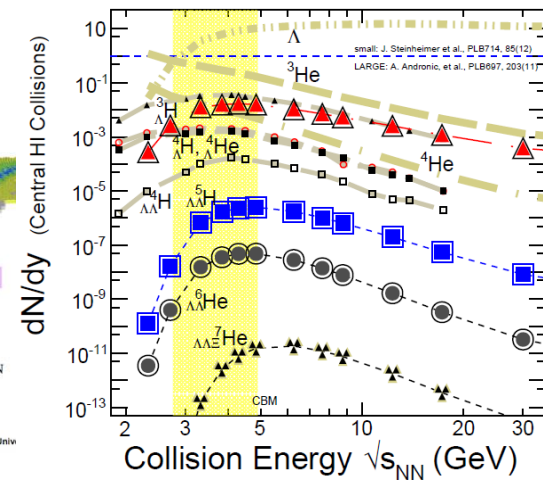 10
Λ
small: J. Steinheimer et al., PLB714, 85(12)
LARGE: A. Andronic, et al., PLB697, 203(11)
10⁻¹
³He
³ΛH
10⁻³
⁴ΛH, ⁴ΛHe
⁴He
10⁻⁵
⁴ΛΛH
⁵ΛΛH
10⁻⁷
10⁻⁹
⁶ΛΛHe
10⁻¹¹
⁷ΛΛΞHe
10⁻¹³
CBM
dN/dy (Central HI Collisions)
2 3 4 5 10 20 30
Collision Energy √sNN (GeV)